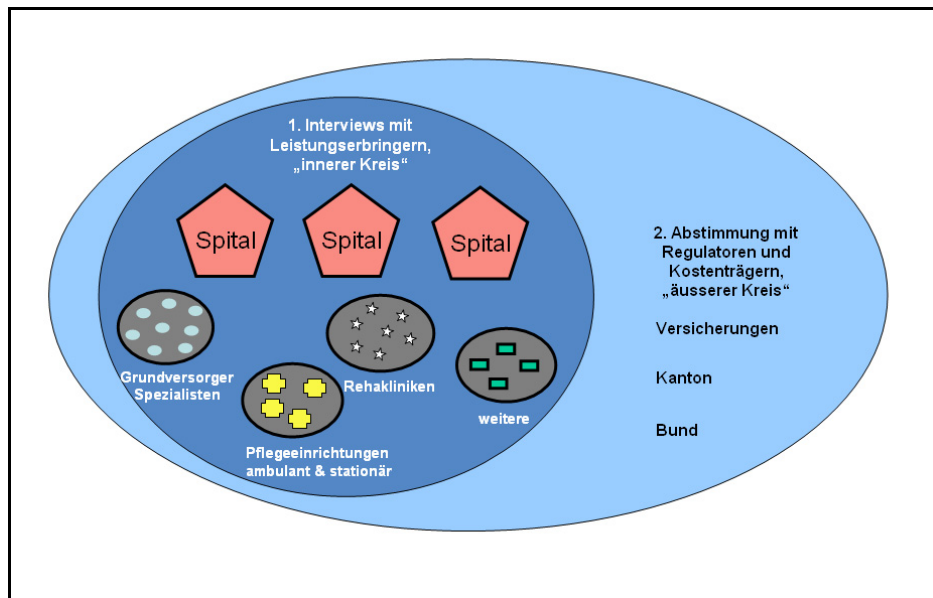 1. Interviews mit
Leistungserbringern,
„innerer Kreis“
Spital
Spital
Spital
Grundversorger
Spezialisten
Rehakliniken
weitere
Pflegeeinrichtungen
ambulant & stationär
2. Abstimmung mit
Regulatoren und
Kostenträgern,
„äusserer Kreis“
Versicherungen
Kanton
Bund